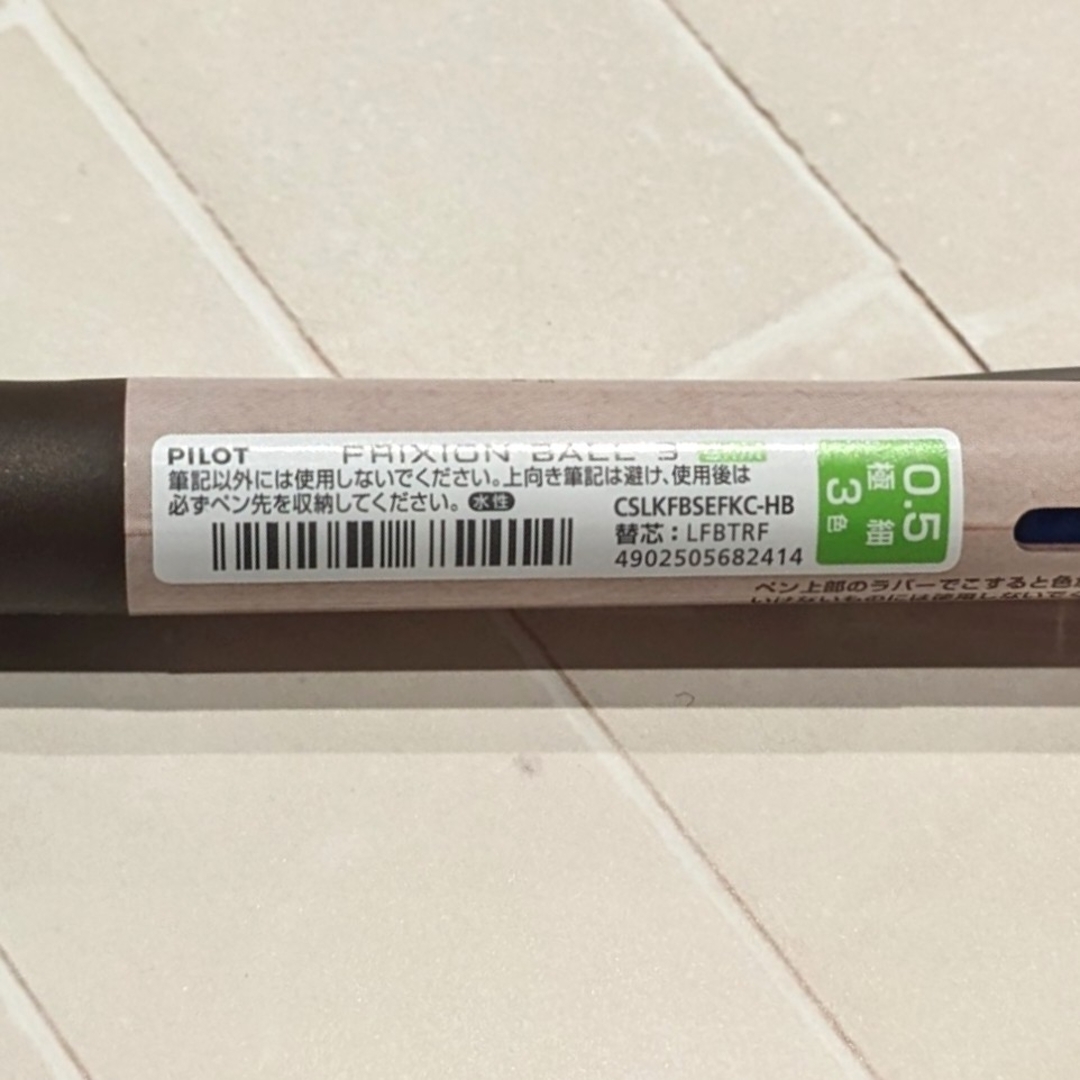 PILOT FRIXION BALL 3 Slim
筆記以外には使用しないでください。上向き筆記は避け、使用後は
必ずペン先を収納してください。 水性
CSLKFBSEFKC-HB
替芯：LFBTRF
4902505682414
0.5
極細
3色
ペン上部のラバーでこすると色